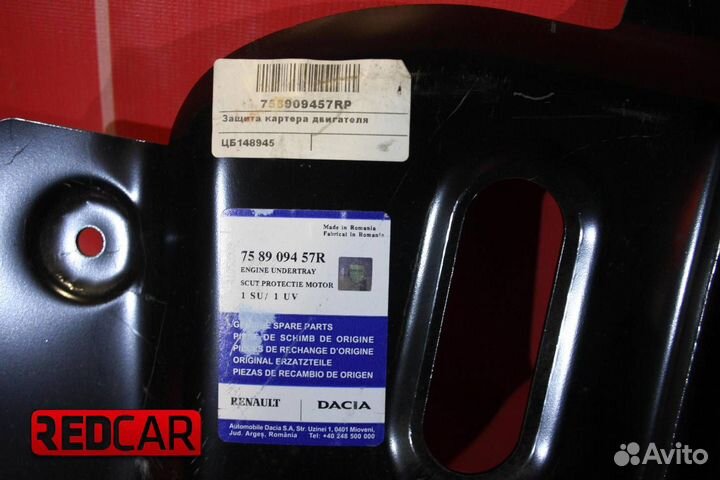 758909457RP
Защита картера двигателя
ЦБ148945
Made in Romania
Fabricat in Romania
75 89 094 57R
ENGINE UNDERTRAY
SCUT PROTECTIE MOTOR
1 SU/ 1 UV
GENUINE SPARE PARTS
PIESE DE SCHIMB DE ORIGINE
PIECES DE RECHANGE D'ORIGINE
ORIGINAL ERZATZTEILE
PIEZAS DE RECAMBIO DE ORIGEN
RENAULT DACIA
Automobile Dacia S.A, Str. Uzinei 1, 0401 Mioveni,
Jud. Argeș, România Tel: +40 248 500 000
REDCAR
Avito